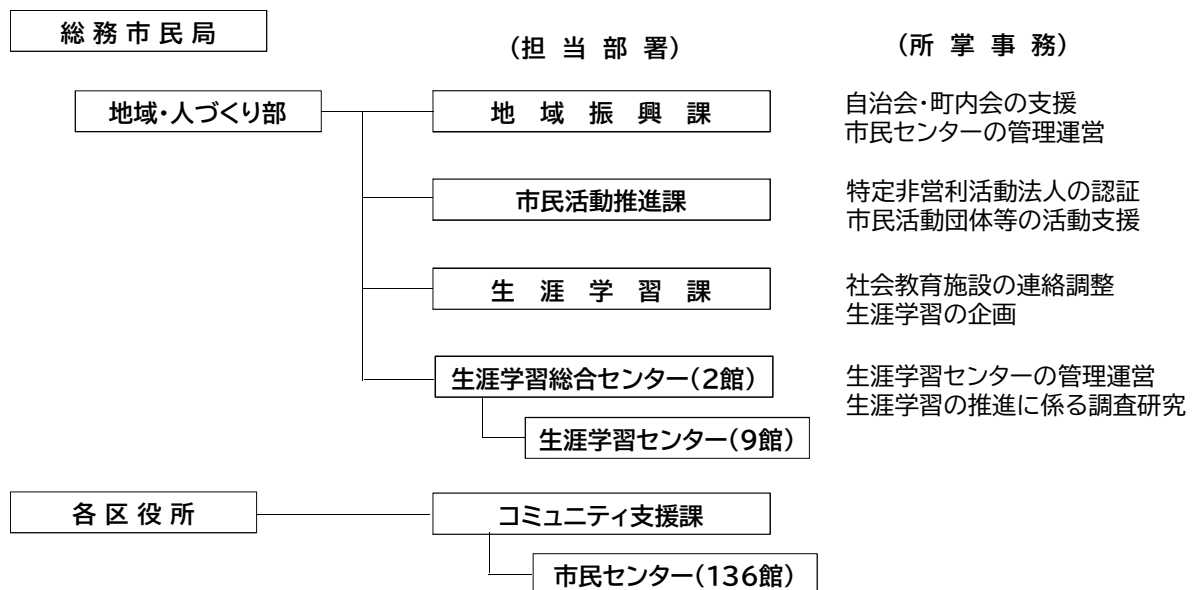 総務市民局
(担当部署)
(所掌事務)
地域・人づくり部
地域振興課
自治会・町内会の支援
市民センターの管理運営
市民活動推進課
特定非営利活動法人の認証
市民活動団体等の活動支援
生涯学習課
社会教育施設の連絡調整
生涯学習の企画
生涯学習総合センター(2館)
生涯学習センターの管理運営
生涯学習の推進に係る調査研究
生涯学習センター(9館)
各区役所
コミュニティ支援課
市民センター(136館)